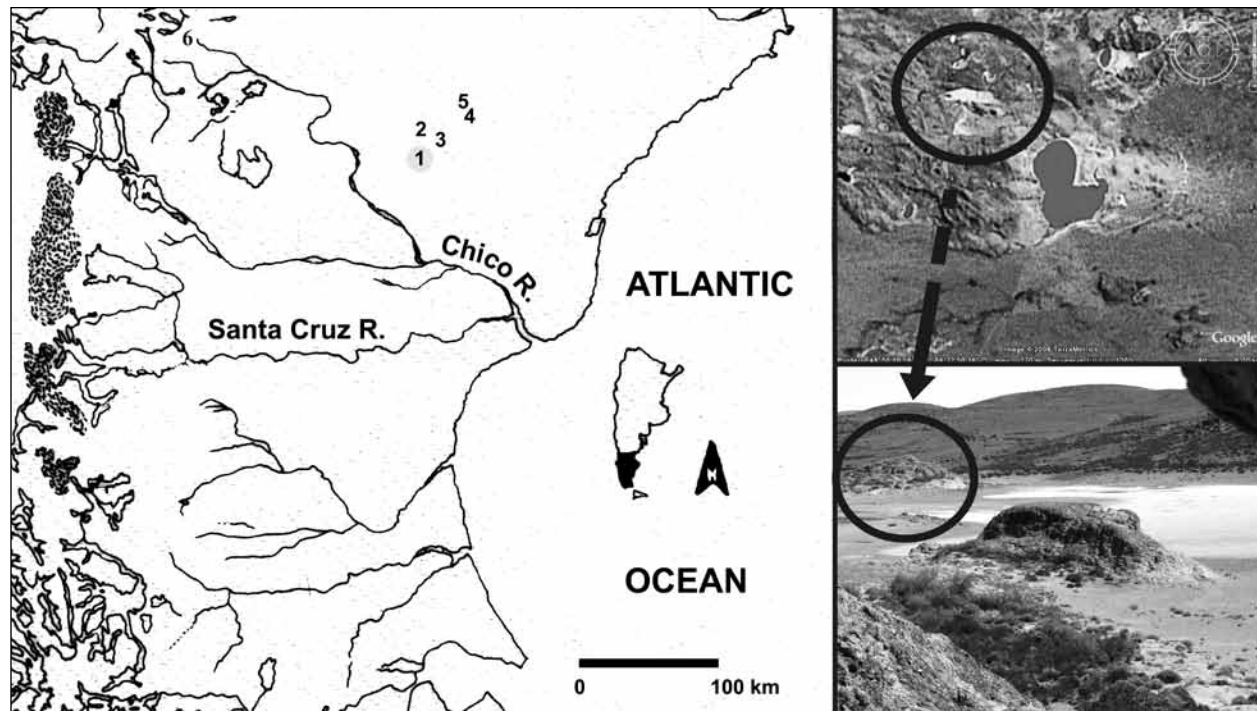 6
5
4
2
3
1
Chico R.
ATLANTIC
Santa Cruz R.
OCEAN
0 100 km
Google